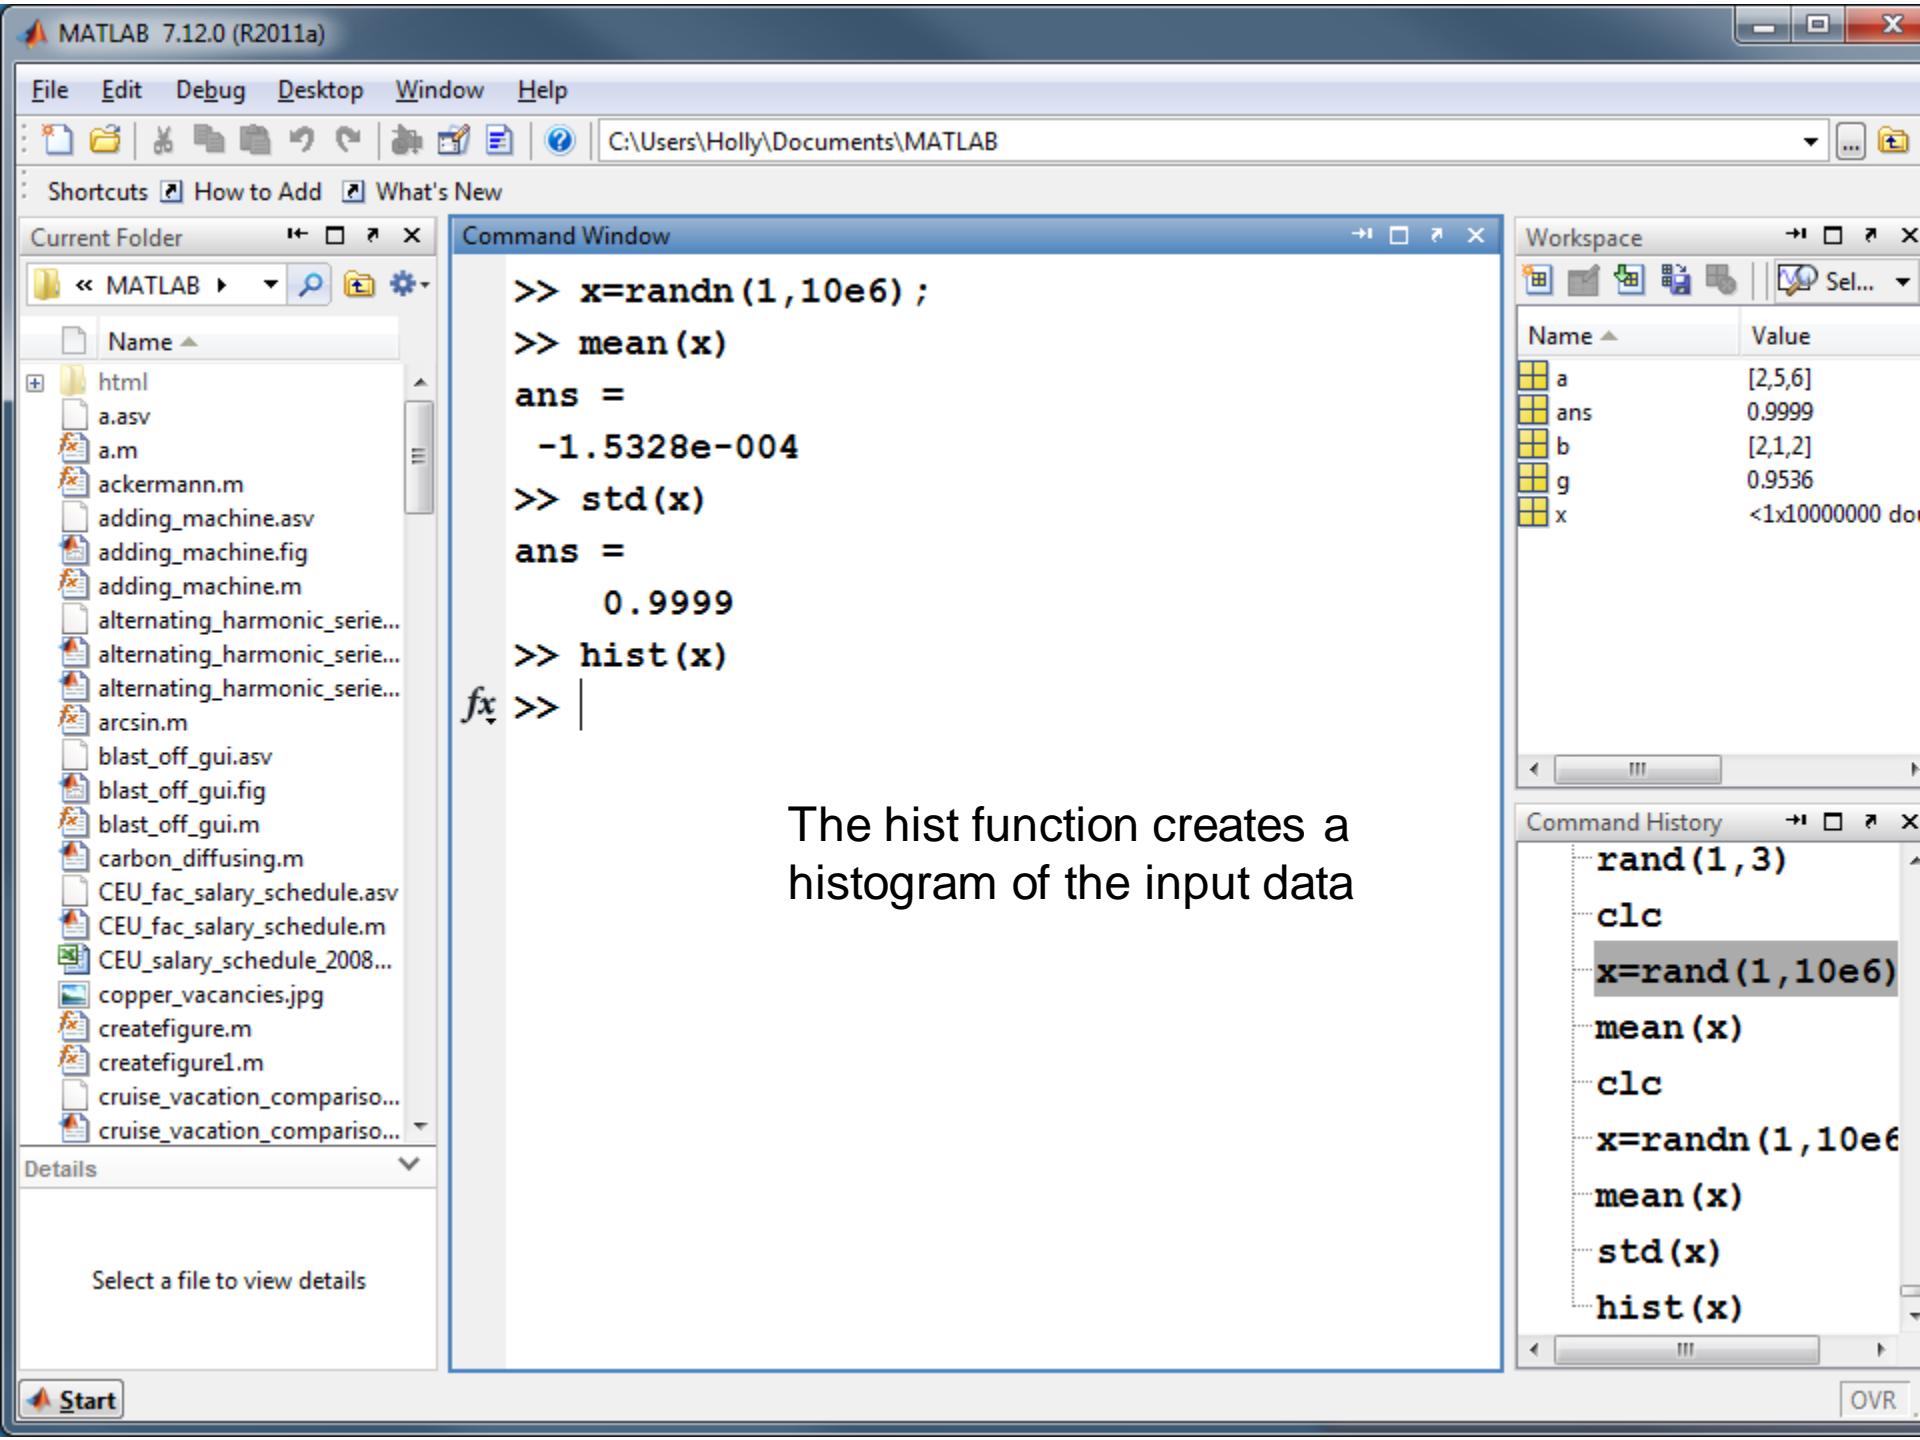 MATLAB 7.12.0 (R2011a)
File Edit Debug Desktop Window Help
C:\Users\Holly\Documents\MATLAB
Shortcuts How to Add What's New
Current Folder
« MATLAB
Name
html
a.asv
a.m
ackermann.m
adding_machine.asv
adding_machine.fig
adding_machine.m
alternating_harmonic_serie...
alternating_harmonic_serie...
alternating_harmonic_serie...
arcsin.m
blast_off_gui.asv
blast_off_gui.fig
blast_off_gui.m
carbon_diffusing.m
CEU_fac_salary_schedule.asv
CEU_fac_salary_schedule.m
CEU_salary_schedule_2008...
copper_vacancies.jpg
createfigure.m
createfigure1.m
cruise_vacation_compariso...
cruise_vacation_compariso...
Details
Select a file to view details
Start
Command Window
>> x=randn(1,10e6);
>> mean(x)
ans =
-1.5328e-004
>> std(x)
ans =
0.9999
>> hist(x)
fx >>
The hist function creates a
histogram of the input data
Workspace
Sel...
Name Value
a [2,5,6]
ans 0.9999
b [2,1,2]
g 0.9536
x <1x10000000 dou
Command History
rand(1,3)
clc
x=rand(1,10e6)
mean(x)
clc
x=randn(1,10e6
mean(x)
std(x)
hist(x)
OVR